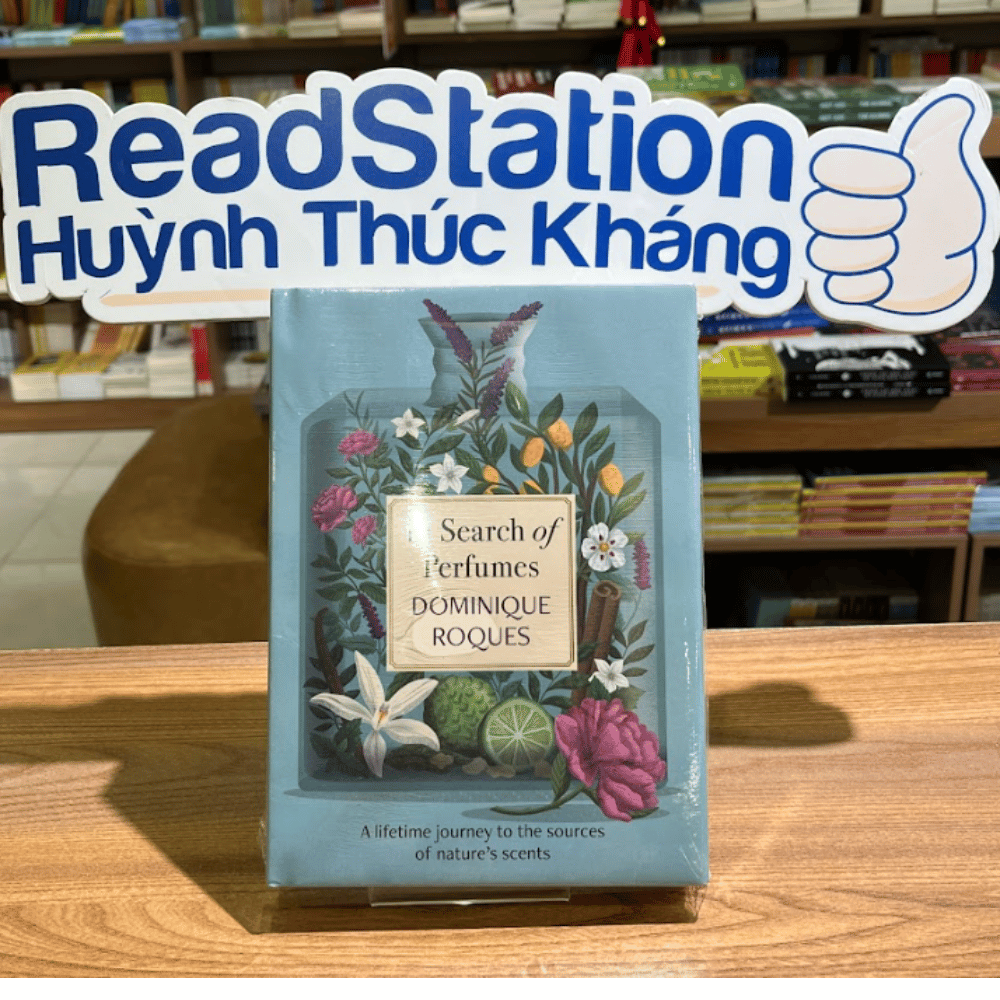 ReadStation
Huỳnh Thúc Kháng
Search of
Perfumes
DOMINIQUE
ROQUES
A lifetime journey to the sources
of nature's scents